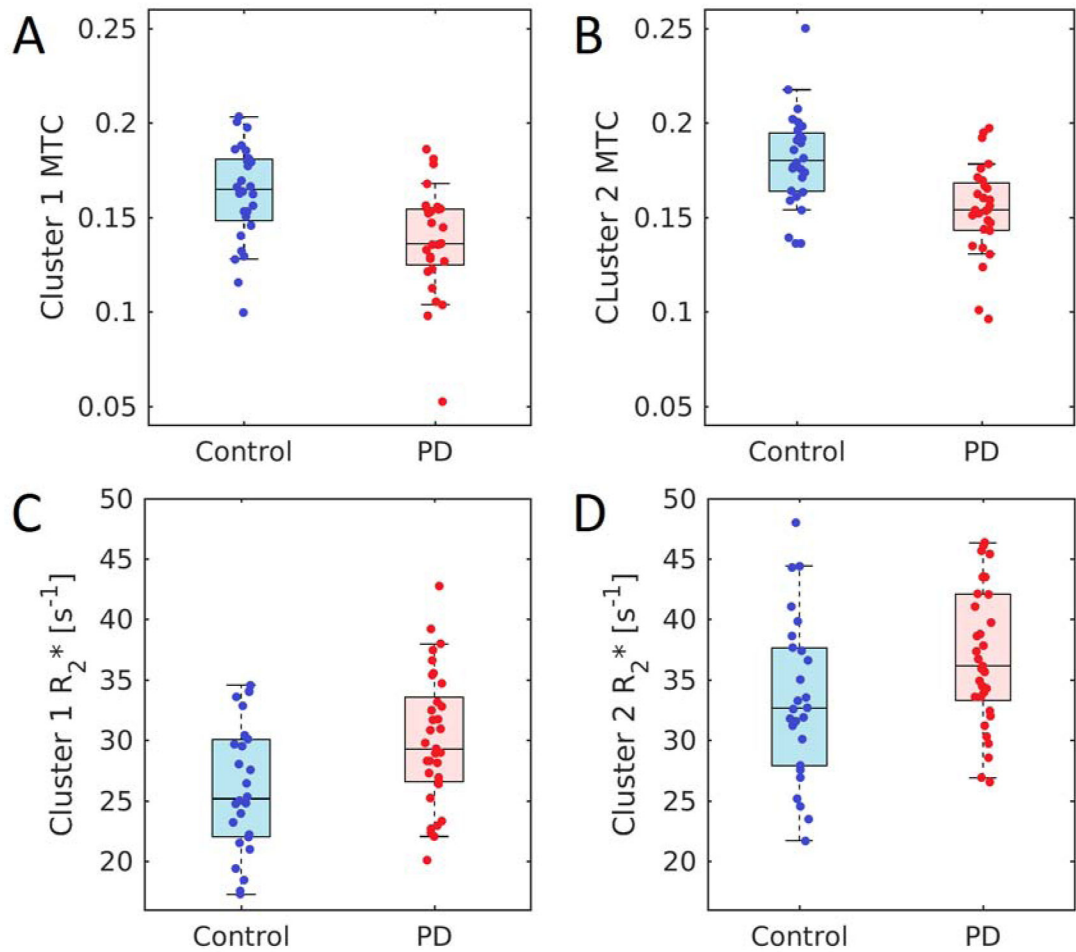 A
Cluster 1 MTC
0.25
0.2
0.15
0.1
0.05
Control
PD
B
CLuster 2 MTC
0.25
0.2
0.15
0.1
0.05
Control
PD
C
Cluster 1 R₂* [s⁻¹]
50
45
40
35
30
25
20
Control
PD
D
Cluster 2 R₂* [s⁻¹]
50
45
40
35
30
25
20
Control
PD